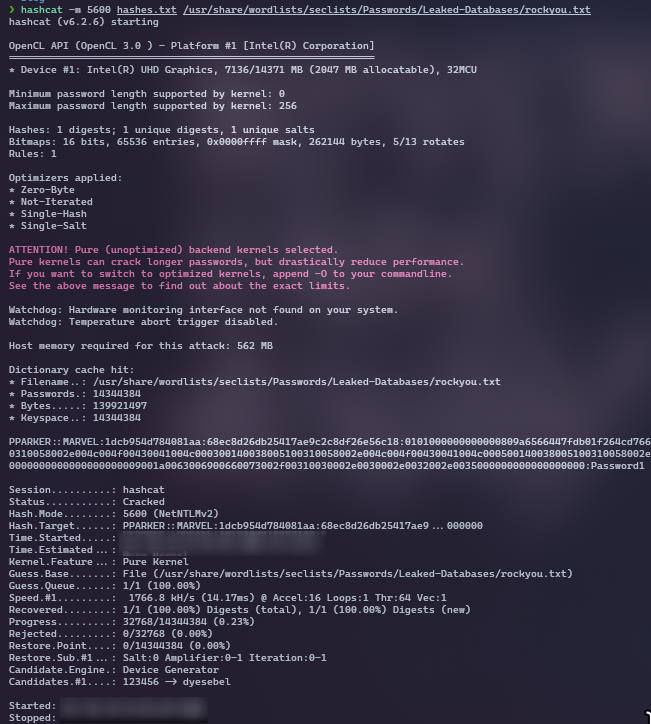 ❯ hashcat -m 5600 hashes.txt /usr/share/wordlists/seclists/Passwords/Leaked-Databases/rockyou.txt
hashcat (v6.2.6) starting
OpenCL API (OpenCL 3.0 ) - Platform #1 [Intel(R) Corporation]
* Device #1: Intel(R) UHD Graphics, 7136/14371 MB (2047 MB allocatable), 32MCU
Minimum password length supported by kernel: 0
Maximum password length supported by kernel: 256
Hashes: 1 digests; 1 unique digests, 1 unique salts
Bitmaps: 16 bits, 65536 entries, 0x0000ffff mask, 262144 bytes, 5/13 rotates
Rules: 1
Optimizers applied:
* Zero-Byte
* Not-Iterated
* Single-Hash
* Single-Salt
ATTENTION! Pure (unoptimized) backend kernels selected.
Pure kernels can crack longer passwords, but drastically reduce performance.
If you want to switch to optimized kernels, append -O to your commandline.
See the above message to find out about the exact limits.
Watchdog: Hardware monitoring interface not found on your system.
Watchdog: Temperature abort trigger disabled.
Host memory required for this attack: 562 MB
Dictionary cache hit:
* Filename..: /usr/share/wordlists/seclists/Passwords/Leaked-Databases/rockyou.txt
* Passwords.: 14344384
* Bytes.....: 139921497
* Keyspace..: 14344384
PPARKER::MARVEL:1dcb954d784081aa:68ec8d26db25417ae9c2c8df26e56c18:0101000000000000809a6566447fdb01f264cd766
0310058002e004c004f00430041004c000300140038005100310058002e004c004f00430041004c000500140038005100310058002e
00000000000000000000000009001a006300690066007​3002f00310030002e0030002e0032002e003500000000000000000:Password1
Session..........: hashcat
Status...........: Cracked
Hash.Mode........: 5600 (NetNTLMv2)
Hash.Target......: PPARKER::MARVEL:1dcb954d784081aa:68ec8d26db25417ae9...000000
Time.Started.....:
Time.Estimated...:
Kernel.Feature...: Pure Kernel
Guess.Base.......: File (/usr/share/wordlists/seclists/Passwords/Leaked-Databases/rockyou.txt)
Guess.Queue......: 1/1 (100.00%)
Speed.#1.........:  1766.8 kH/s (14.17ms) @ Accel:16 Loops:1 Thr:64 Vec:1
Recovered........: 1/1 (100.00%) Digests (total), 1/1 (100.00%) Digests (new)
Progress.........: 32768/14344384 (0.23%)
Rejected.........: 0/32768 (0.00%)
Restore.Point....: 0/14344384 (0.00%)
Restore.Sub.#1...: Salt:0 Amplifier:0-1 Iteration:0-1
Candidate.Engine.: Device Generator
Candidates.#1....: 123456 -> dyesebel
Started:
Stopped: